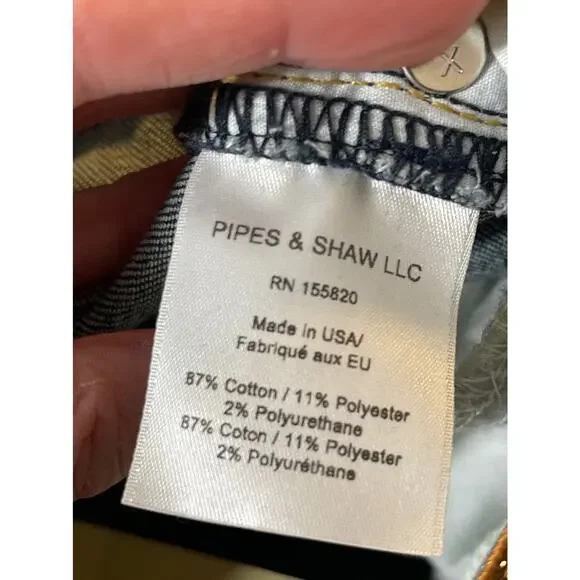 X
PIPES & SHAW LLC
RN 155820
Made in USA/
Fabriqué aux EU
87% Cotton / 11% Polyester
2% Polyurethane
87% Coton / 11% Polyester
2% Polyuréthane